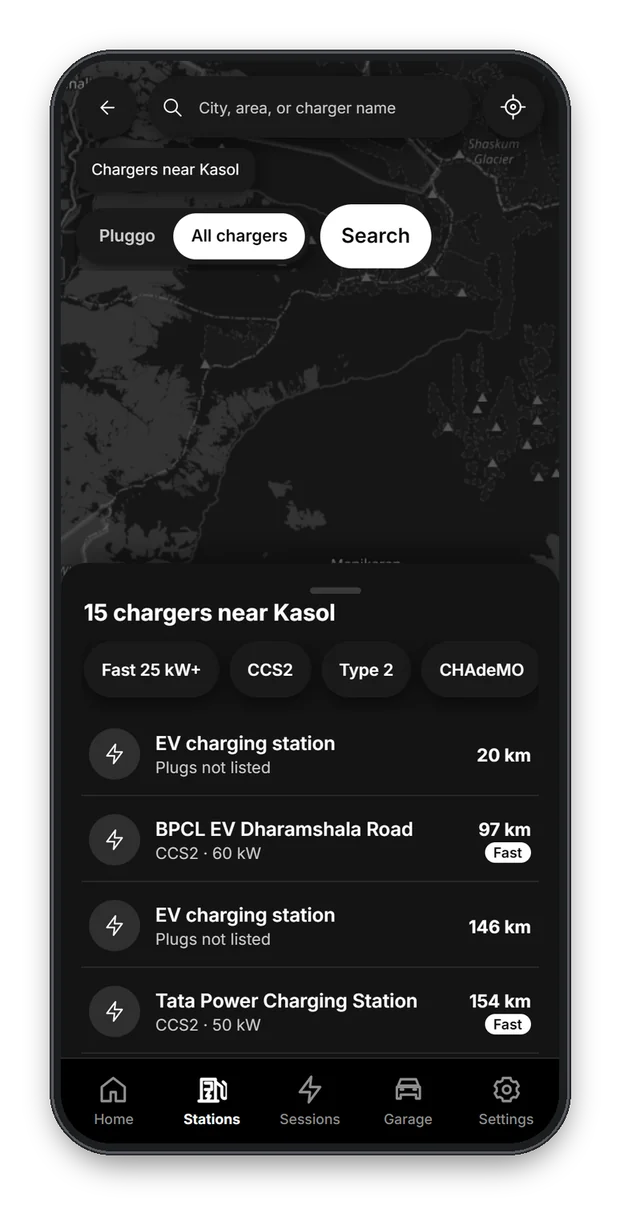 City, area, or charger name
Shaskum
Glacier
Chargers near Kasol
Pluggo
All chargers
Search
15 chargers near Kasol
Fast 25 kW+
CCS2
Type 2
CHAdeMO
EV charging station
Plugs not listed
20 km
BPCL EV Dharamshala Road
CCS2 · 60 kW
97 km
Fast
EV charging station
Plugs not listed
146 km
Tata Power Charging Station
CCS2 · 50 kW
154 km
Fast
Home
Stations
Sessions
Garage
Settings